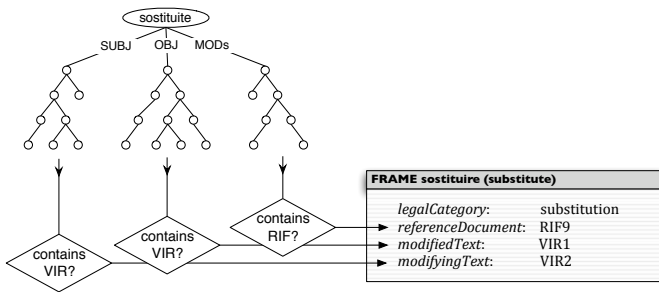 sostituite
SUBJ OBJ MODs
FRAME sostituire (substitute)
legalCategory: substitution
contains RIF?
referenceDocument: RIF9
contains VIR?
modifiedText: VIR1
contains VIR?
modifyingText: VIR2